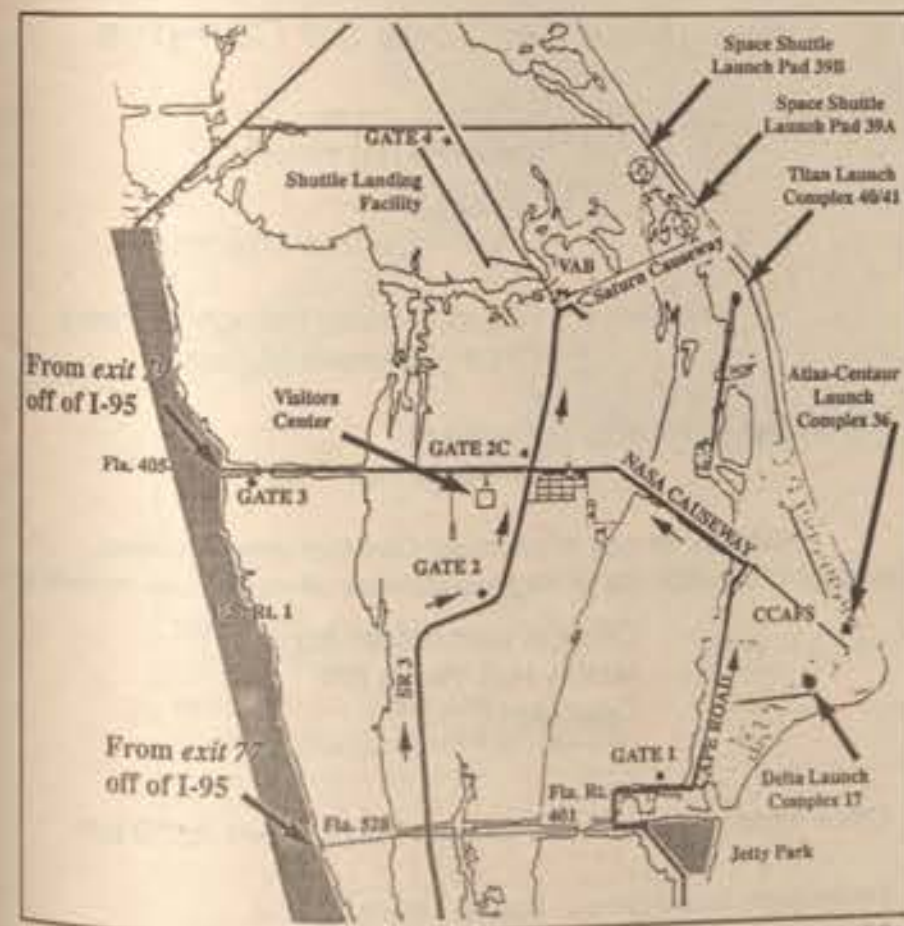 Space Shuttle
Launch Pad 39B
Space Shuttle
Launch Pad 39A
GATE 4
Titan Launch
Complex 40/41
Shuttle Landing
Facility
VAB
Saturn Causeway
From exit
off of I-95
Visitors
Center
Atlas-Centaur
Launch
Complex 36
Fla. 405
GATE 2C
GATE 3
NASA CAUSEWAY
GATE 2
CCAFS
Rt. 1
SR 3
ROAD
From exit 77
off of I-95
GATE 1
Delta Launch
Complex 17
Fla. Rt.
401
Fla. 528
Jetty Park